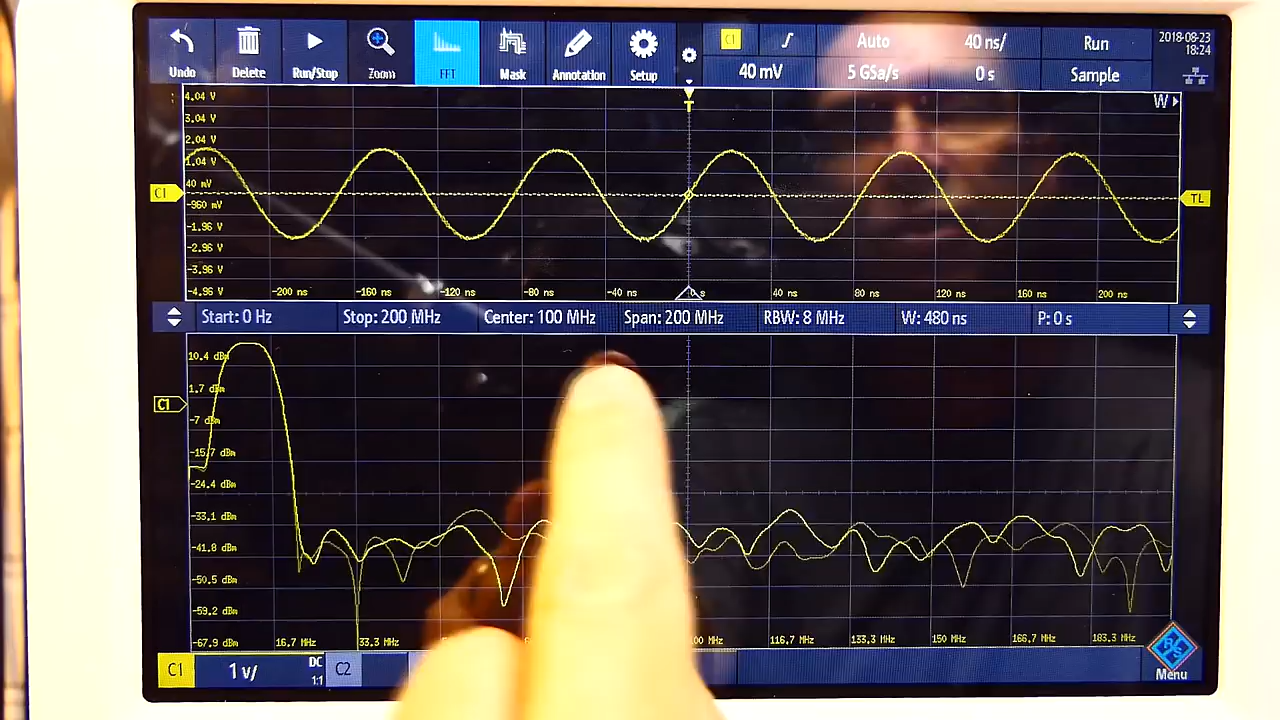 Undo Delete Run/Stop Zoom FFT Mask Annotation Setup
C1 Auto 40 ns/ Run 2018-08-23
18:24
40 mV 5 GSa/s 0 s Sample
4.04 V
3.04 V
2.04 V
1.04 V
40 mV
-960 mV
-1.96 V
-2.96 V
-3.96 V
-4.96 V
T
W
C1
TL
-200 ns -160 ns -120 ns -80 ns -40 ns 0 s 40 ns 80 ns 120 ns 160 ns 200 ns
Start: 0 Hz Stop: 200 MHz Center: 100 MHz Span: 200 MHz RBW: 8 MHz W: 480 ns P: 0 s
10.4 dBm
1.7 dBm
C1
-7 dBm
-15.7 dBm
-24.4 dBm
-33.1 dBm
-41.8 dBm
-50.5 dBm
-59.2 dBm
-67.9 dBm 16.7 MHz 33.3 MHz 100 MHz 116.7 MHz 133.3 MHz 150 MHz 166.7 MHz 183.3 MHz
C1 1 V/ DC
1:1
C2
R/S
Menu